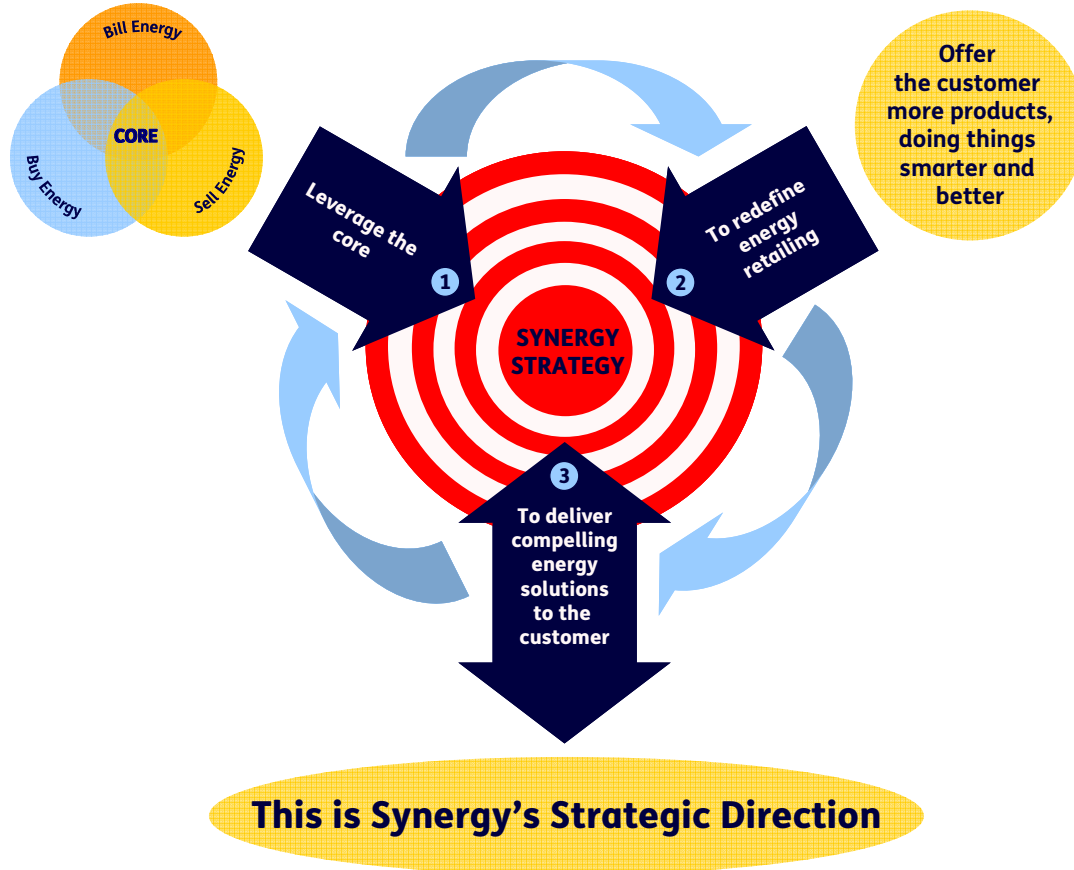 Bill Energy
CORE
Buy Energy
Sell Energy
Offer
the customer
more products,
doing things
smarter and
better
Leverage the
core
1
To redefine
energy
retailing
2
SYNERGY
STRATEGY
3
To deliver
compelling
energy
solutions
to the
customer
This is Synergy’s Strategic Direction